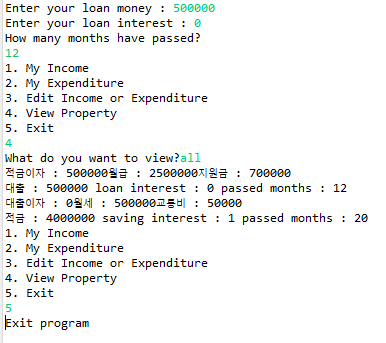 Enter your loan money : 500000
Enter your loan interest : 0
How many months have passed?
12
1. My Income
2. My Expenditure
3. Edit Income or Expenditure
4. View Property
5. Exit
4
What do you want to view?all
적금이자 : 500000월급 : 2500000지원금 : 700000
대출 : 500000 loan interest : 0 passed months : 12
대출이자 : 0월세 : 500000교통비 : 50000
적금 : 4000000 saving interest : 1 passed months : 20
1. My Income
2. My Expenditure
3. Edit Income or Expenditure
4. View Property
5. Exit
5
Exit program